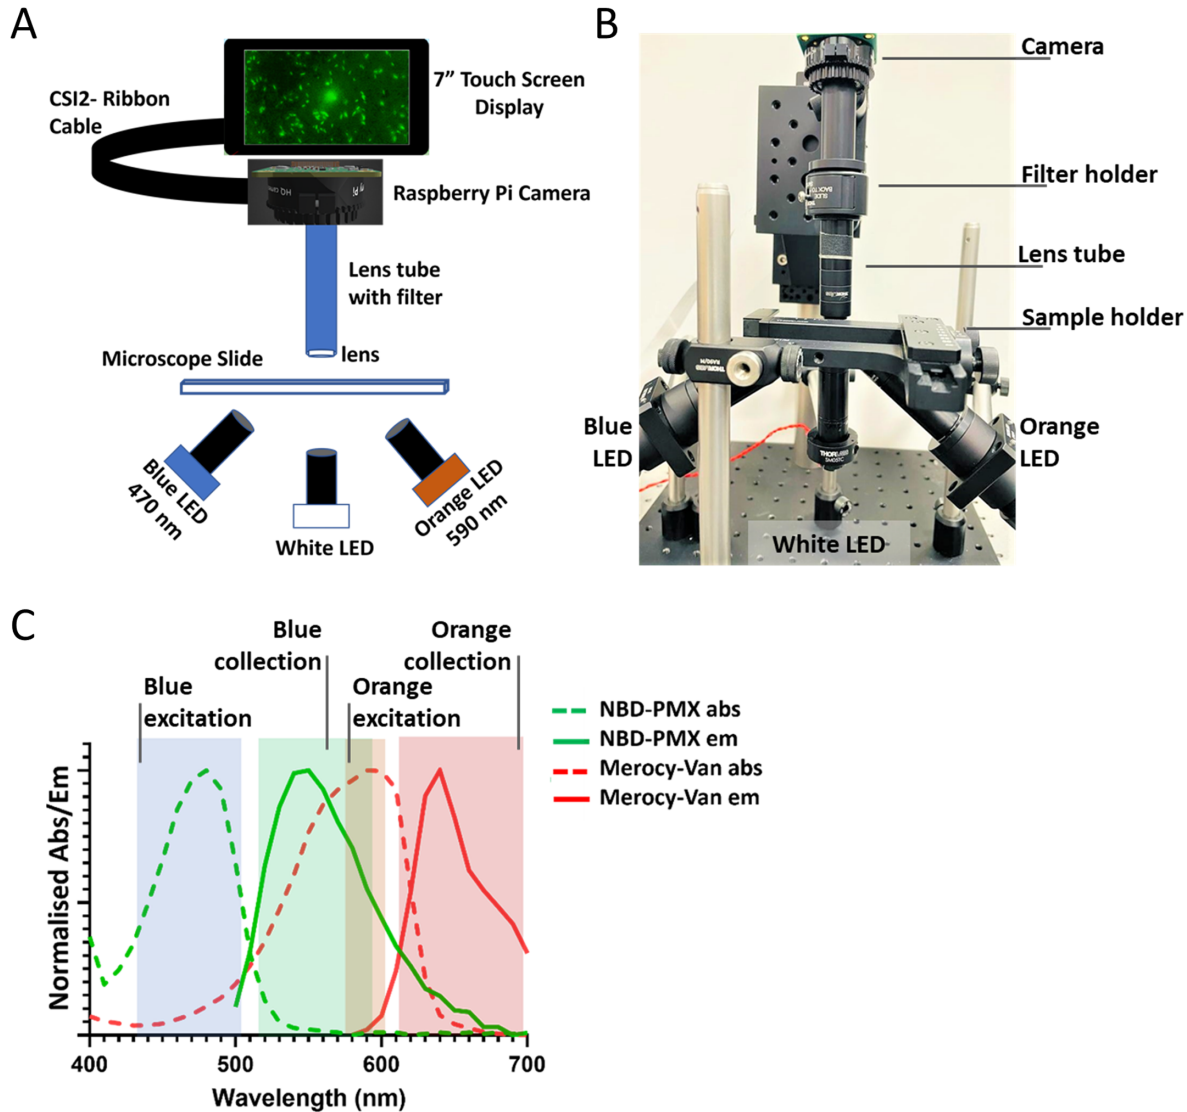 A
CSI2- Ribbon
Cable
7” Touch Screen
Display
Raspberry Pi Camera
Lens tube
with filter
lens
Microscope Slide
Blue LED
470 nm
White LED
Orange LED
590 nm
B
Camera
Filter holder
Lens tube
Sample holder
Blue
LED
Orange
LED
White LED
C
Blue
collection
Orange
collection
Blue
excitation
Orange
excitation
NBD-PMX abs
NBD-PMX em
Merocy-Van abs
Merocy-Van em
Normalised Abs/Em
400
500
600
700
Wavelength (nm)